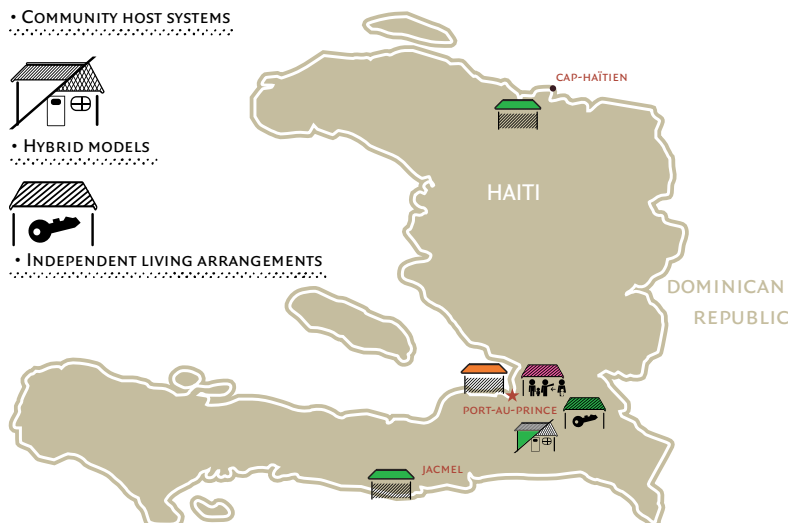 • Community host systems
• Hybrid models
• Independent living arrangements
CAP-HAÏTIEN
HAITI
DOMINICAN
REPUBLIC
PORT-AU-PRINCE
JACMEL